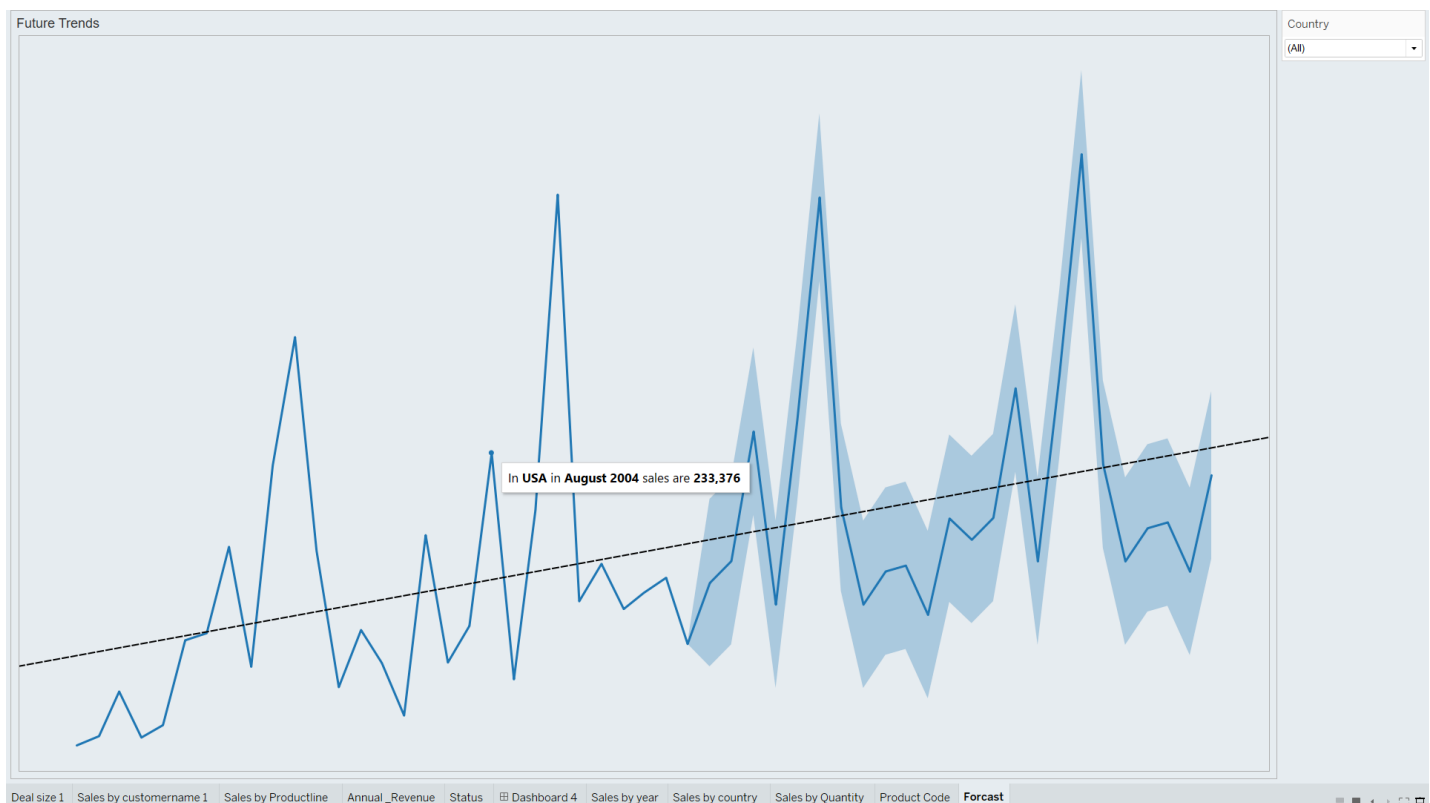 Future Trends
Country
(All)
In USA in August 2004 sales are 233,376
Deal size 1 Sales by customername 1 Sales by Productline Annual _Revenue Status Dashboard 4 Sales by year Sales by country Sales by Quantity Product Code Forcast